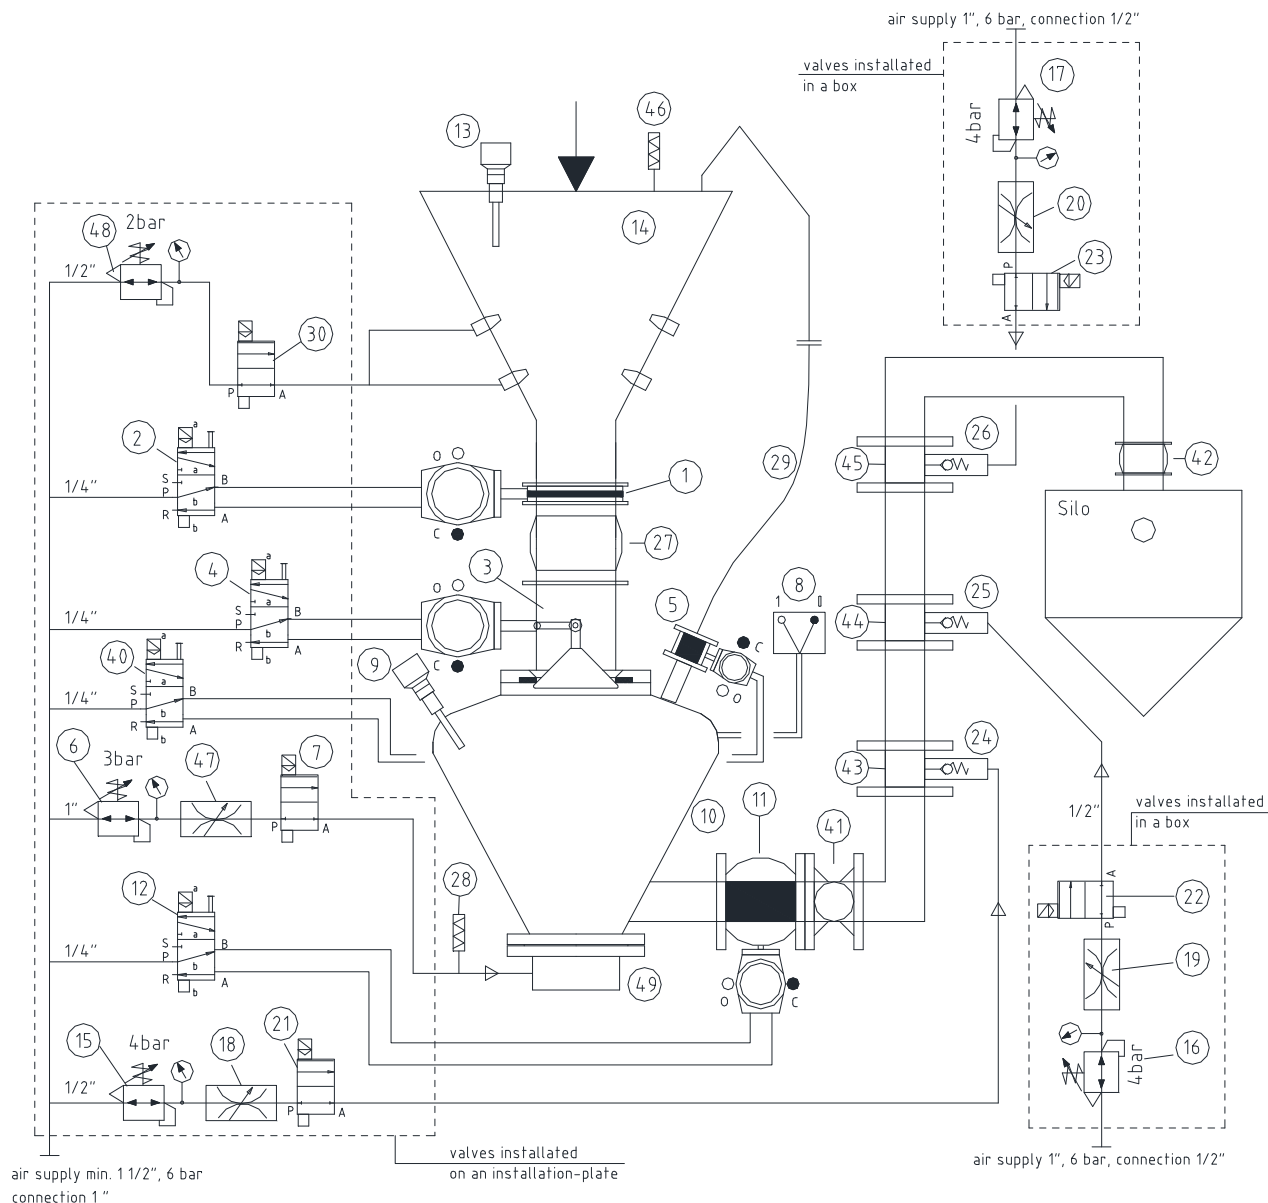 air supply 1", 6 bar, connection 1/2"
valves installed
in a box
17
4bar
20
23
P
A
46
13
14
48
2bar
1/2"
30
P
A
2
a
S
a
B
1/4"
P
b
R
A
b
O
C
1
29
27
26
45
42
Silo
4
a
S
a
B
1/4"
P
b
R
A
b
O
C
3
5
8
1
0
C
O
25
44
40
a
S
a
B
1/4"
P
b
R
A
b
9
6
3bar
47
7
1"
P
A
24
43
10
11
41
1/2"
valves installed
in a box
12
a
S
a
B
1/4"
P
b
R
A
b
28
49
O
C
A
22
P
19
16
4bar
15
4bar
18
21
1/2"
P
A
air supply min. 1 1/2", 6 bar
connection 1 "
valves installed
on an installation-plate
air supply 1", 6 bar, connection 1/2"